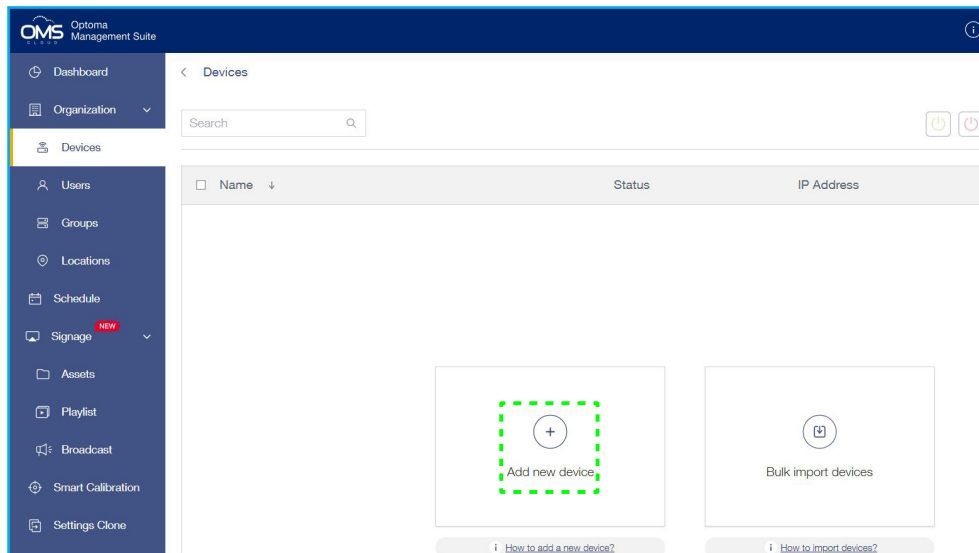 OMS Optoma
CLOUD Management Suite
Dashboard
Organization
Devices
Users
Groups
Locations
Schedule
Signage NEW
Assets
Playlist
Broadcast
Smart Calibration
Settings Clone
< Devices
Search
Name ↓ Status IP Address
Add new device
Bulk import devices
i How to add a new device?
i How to import devices?